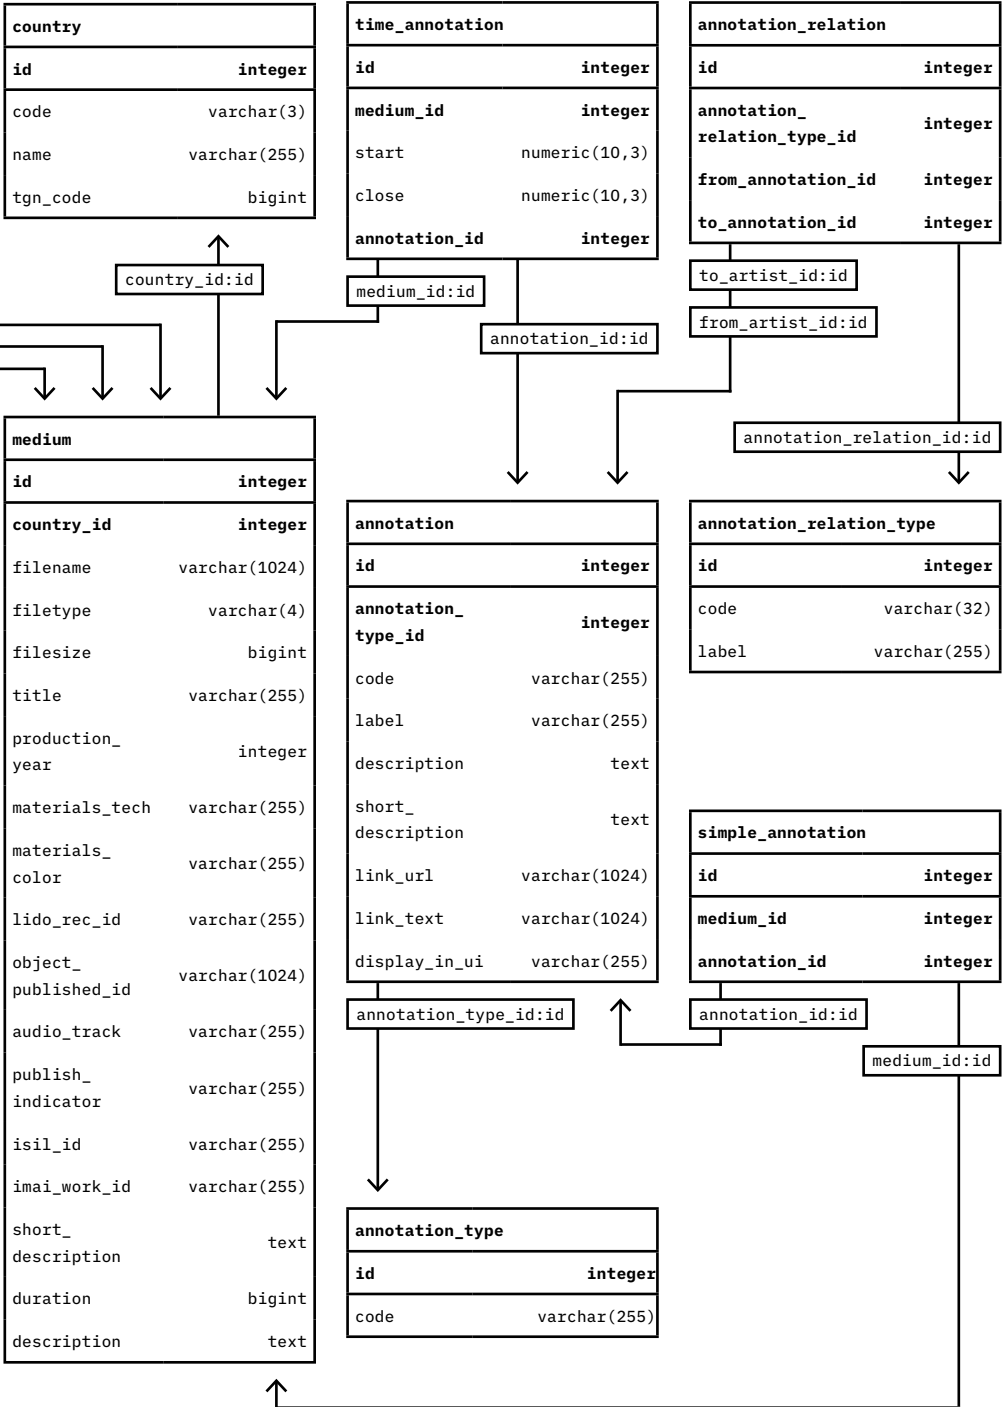 country
id integer
code varchar(3)
name varchar(255)
tgn_code bigint
country_id:id
time_annotation
id integer
medium_id integer
start numeric(10,3)
close numeric(10,3)
annotation_id integer
medium_id:id
annotation_id:id
annotation_relation
id integer
annotation_
relation_type_id integer
from_annotation_id integer
to_annotation_id integer
to_artist_id:id
from_artist_id:id
annotation_relation_id:id
medium
id integer
country_id integer
filename varchar(1024)
filetype varchar(4)
filesize bigint
title varchar(255)
production_
year integer
materials_tech varchar(255)
materials_
color varchar(255)
lido_rec_id varchar(255)
object_
published_id varchar(1024)
audio_track varchar(255)
publish_
indicator varchar(255)
isil_id varchar(255)
imai_work_id varchar(255)
short_
description text
duration bigint
description text
annotation
id integer
annotation_
type_id integer
code varchar(255)
label varchar(255)
description text
short_
description text
link_url varchar(1024)
link_text varchar(1024)
display_in_ui varchar(255)
annotation_type_id:id
annotation_relation_type
id integer
code varchar(32)
label varchar(255)
simple_annotation
id integer
medium_id integer
annotation_id integer
annotation_id:id
medium_id:id
annotation_type
id integer
code varchar(255)